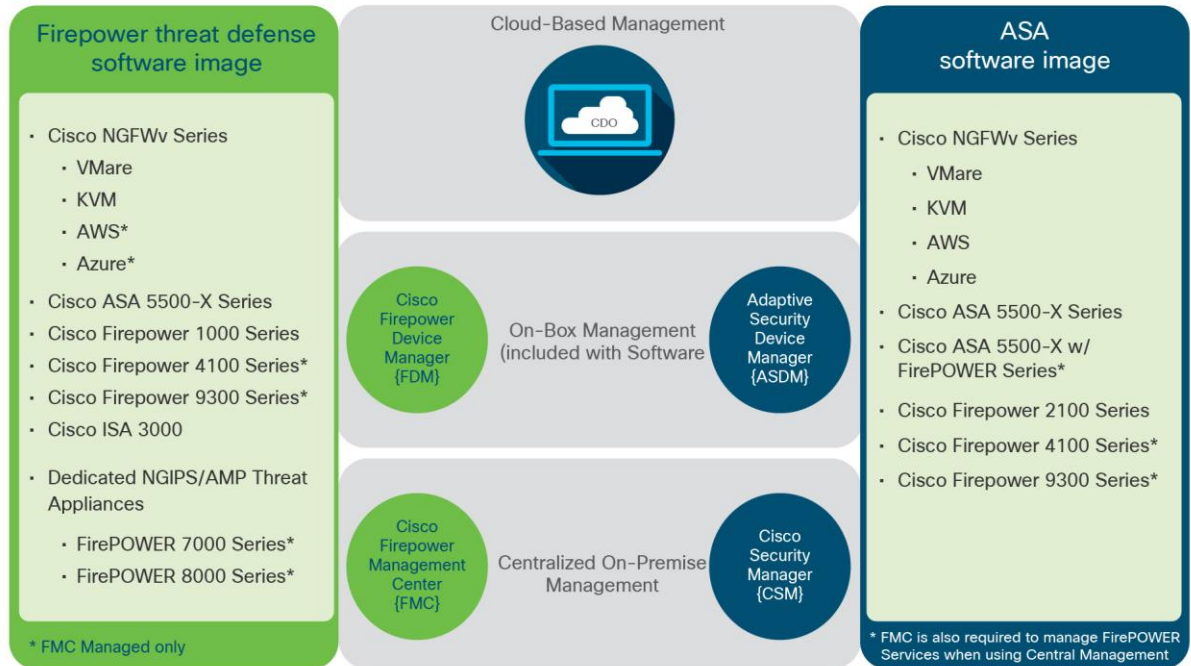 Firepower threat defense
software image
· Cisco NGFWv Series
· VMare
· KVM
· AWS*
· Azure*
· Cisco ASA 5500-X Series
· Cisco Firepower 1000 Series
· Cisco Firepower 4100 Series*
· Cisco Firepower 9300 Series*
· Cisco ISA 3000
· Dedicated NGIPS/AMP Threat
Appliances
· FirePOWER 7000 Series*
· FirePOWER 8000 Series*
* FMC Managed only
Cloud-Based Management
CDO
Cisco
Firepower
Device
Manager
{FDM}
On-Box Management
(included with Software
Adaptive
Security
Device
Manager
{ASDM}
Cisco
Firepower
Management
Center
{FMC}
Centralized On-Premise
Management
Cisco
Security
Manager
{CSM}
ASA
software image
· Cisco NGFWv Series
· VMare
· KVM
· AWS
· Azure
· Cisco ASA 5500-X Series
· Cisco ASA 5500-X w/
FirePOWER Series*
· Cisco Firepower 2100 Series
· Cisco Firepower 4100 Series*
· Cisco Firepower 9300 Series*
* FMC is also required to manage FirePOWER
Services when using Central Management